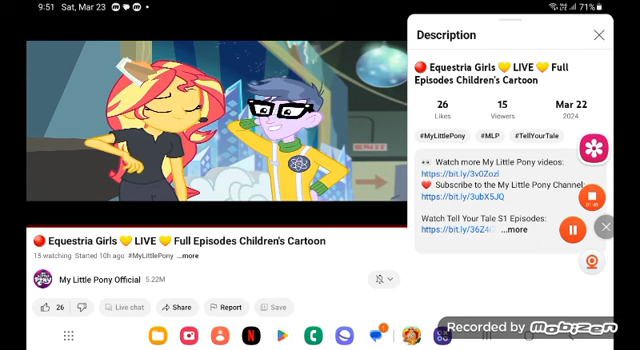 9:51 Sat, Mar 23
71%
Description
🔴 Equestria Girls 💛 LIVE 💛 Full
Episodes Children's Cartoon
26 15 Mar 22
Likes Viewers 2024
#MyLittlePony #MLP #TellYourTale
👀 Watch more My Little Pony videos:
https://bit.ly/3v0Zozi
❤️ Subscribe to the My Little Pony Channel:
https://bit.ly/3ubX5JQ
Watch Tell Your Tale S1 Episodes:
...more
🔴 Equestria Girls 💛 LIVE 💛 Full Episodes Children's Cartoon
15 watching Started 10h ago #MyLittlePony ...more
My Little Pony Official 5.22M
26 Live chat Share Report Save
Recorded by Mobizen